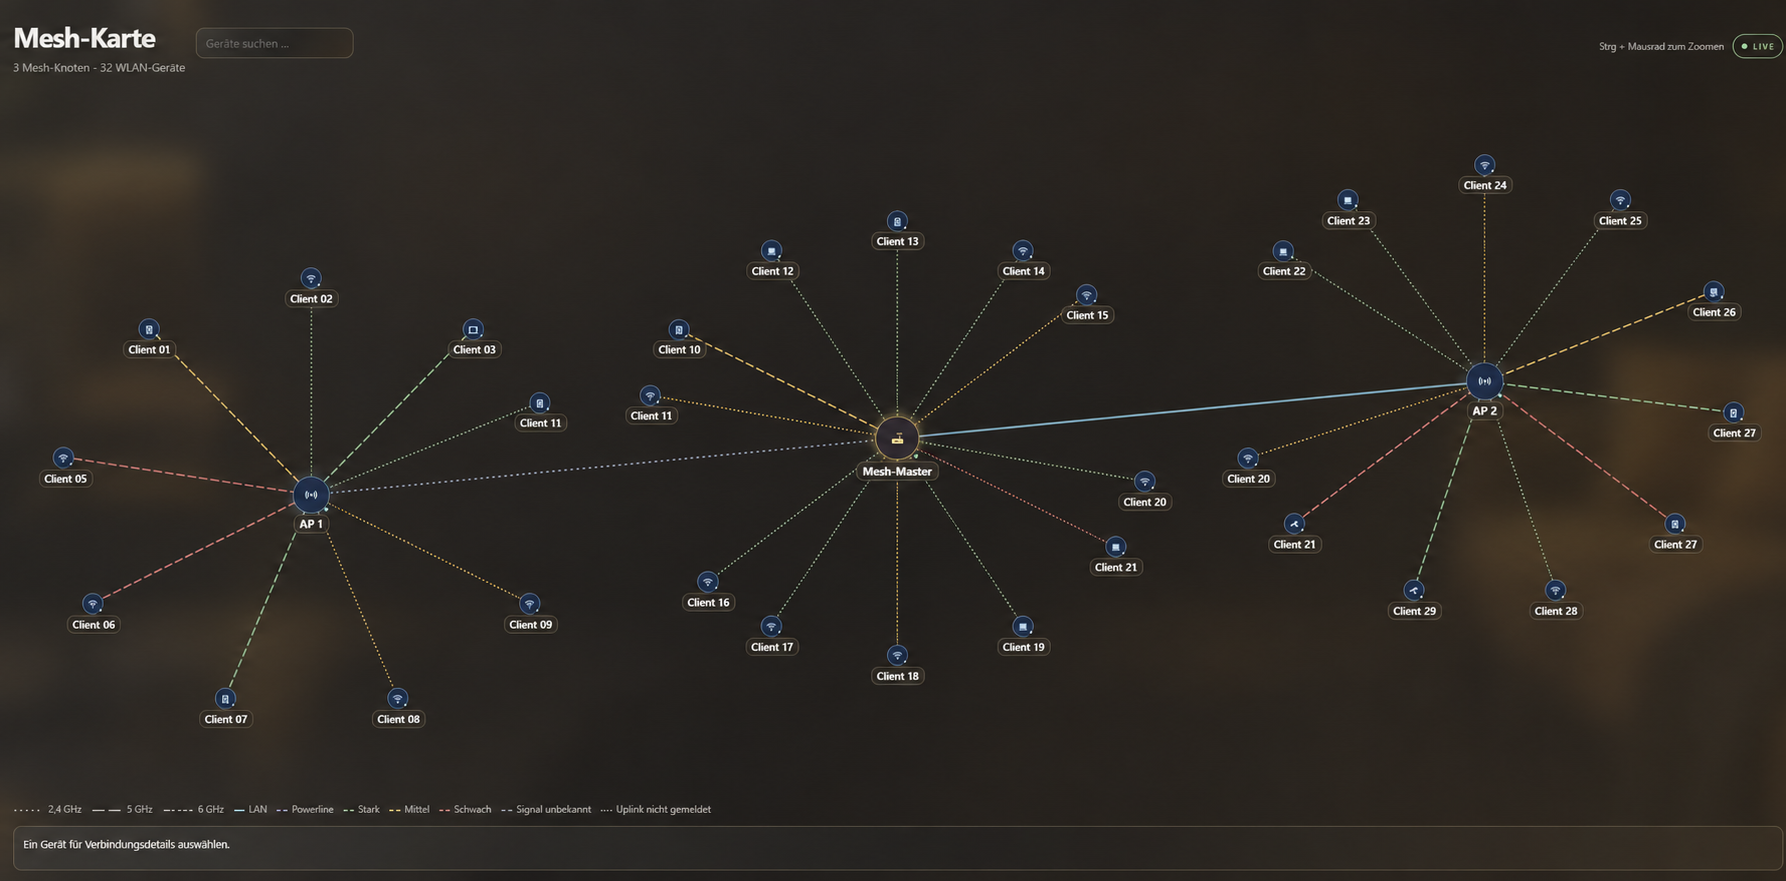 Mesh-Karte
Geräte suchen ...
3 Mesh-Knoten - 32 WLAN-Geräte
Strg + Mausrad zum Zoomen
LIVE
Client 01
Client 02
Client 03
Client 11
Client 05
AP 1
Client 06
Client 07
Client 08
Client 09
Client 10
Client 11
Client 12
Client 13
Client 14
Client 15
Mesh-Master
Client 16
Client 17
Client 18
Client 19
Client 20
Client 21
Client 22
Client 23
Client 24
Client 25
Client 26
AP 2
Client 27
Client 20
Client 21
Client 29
Client 28
Client 27
2,4 GHz
5 GHz
6 GHz
LAN
Powerline
Stark
Mittel
Schwach
Signal unbekannt
Uplink nicht gemeldet
Ein Gerät für Verbindungsdetails auswählen.